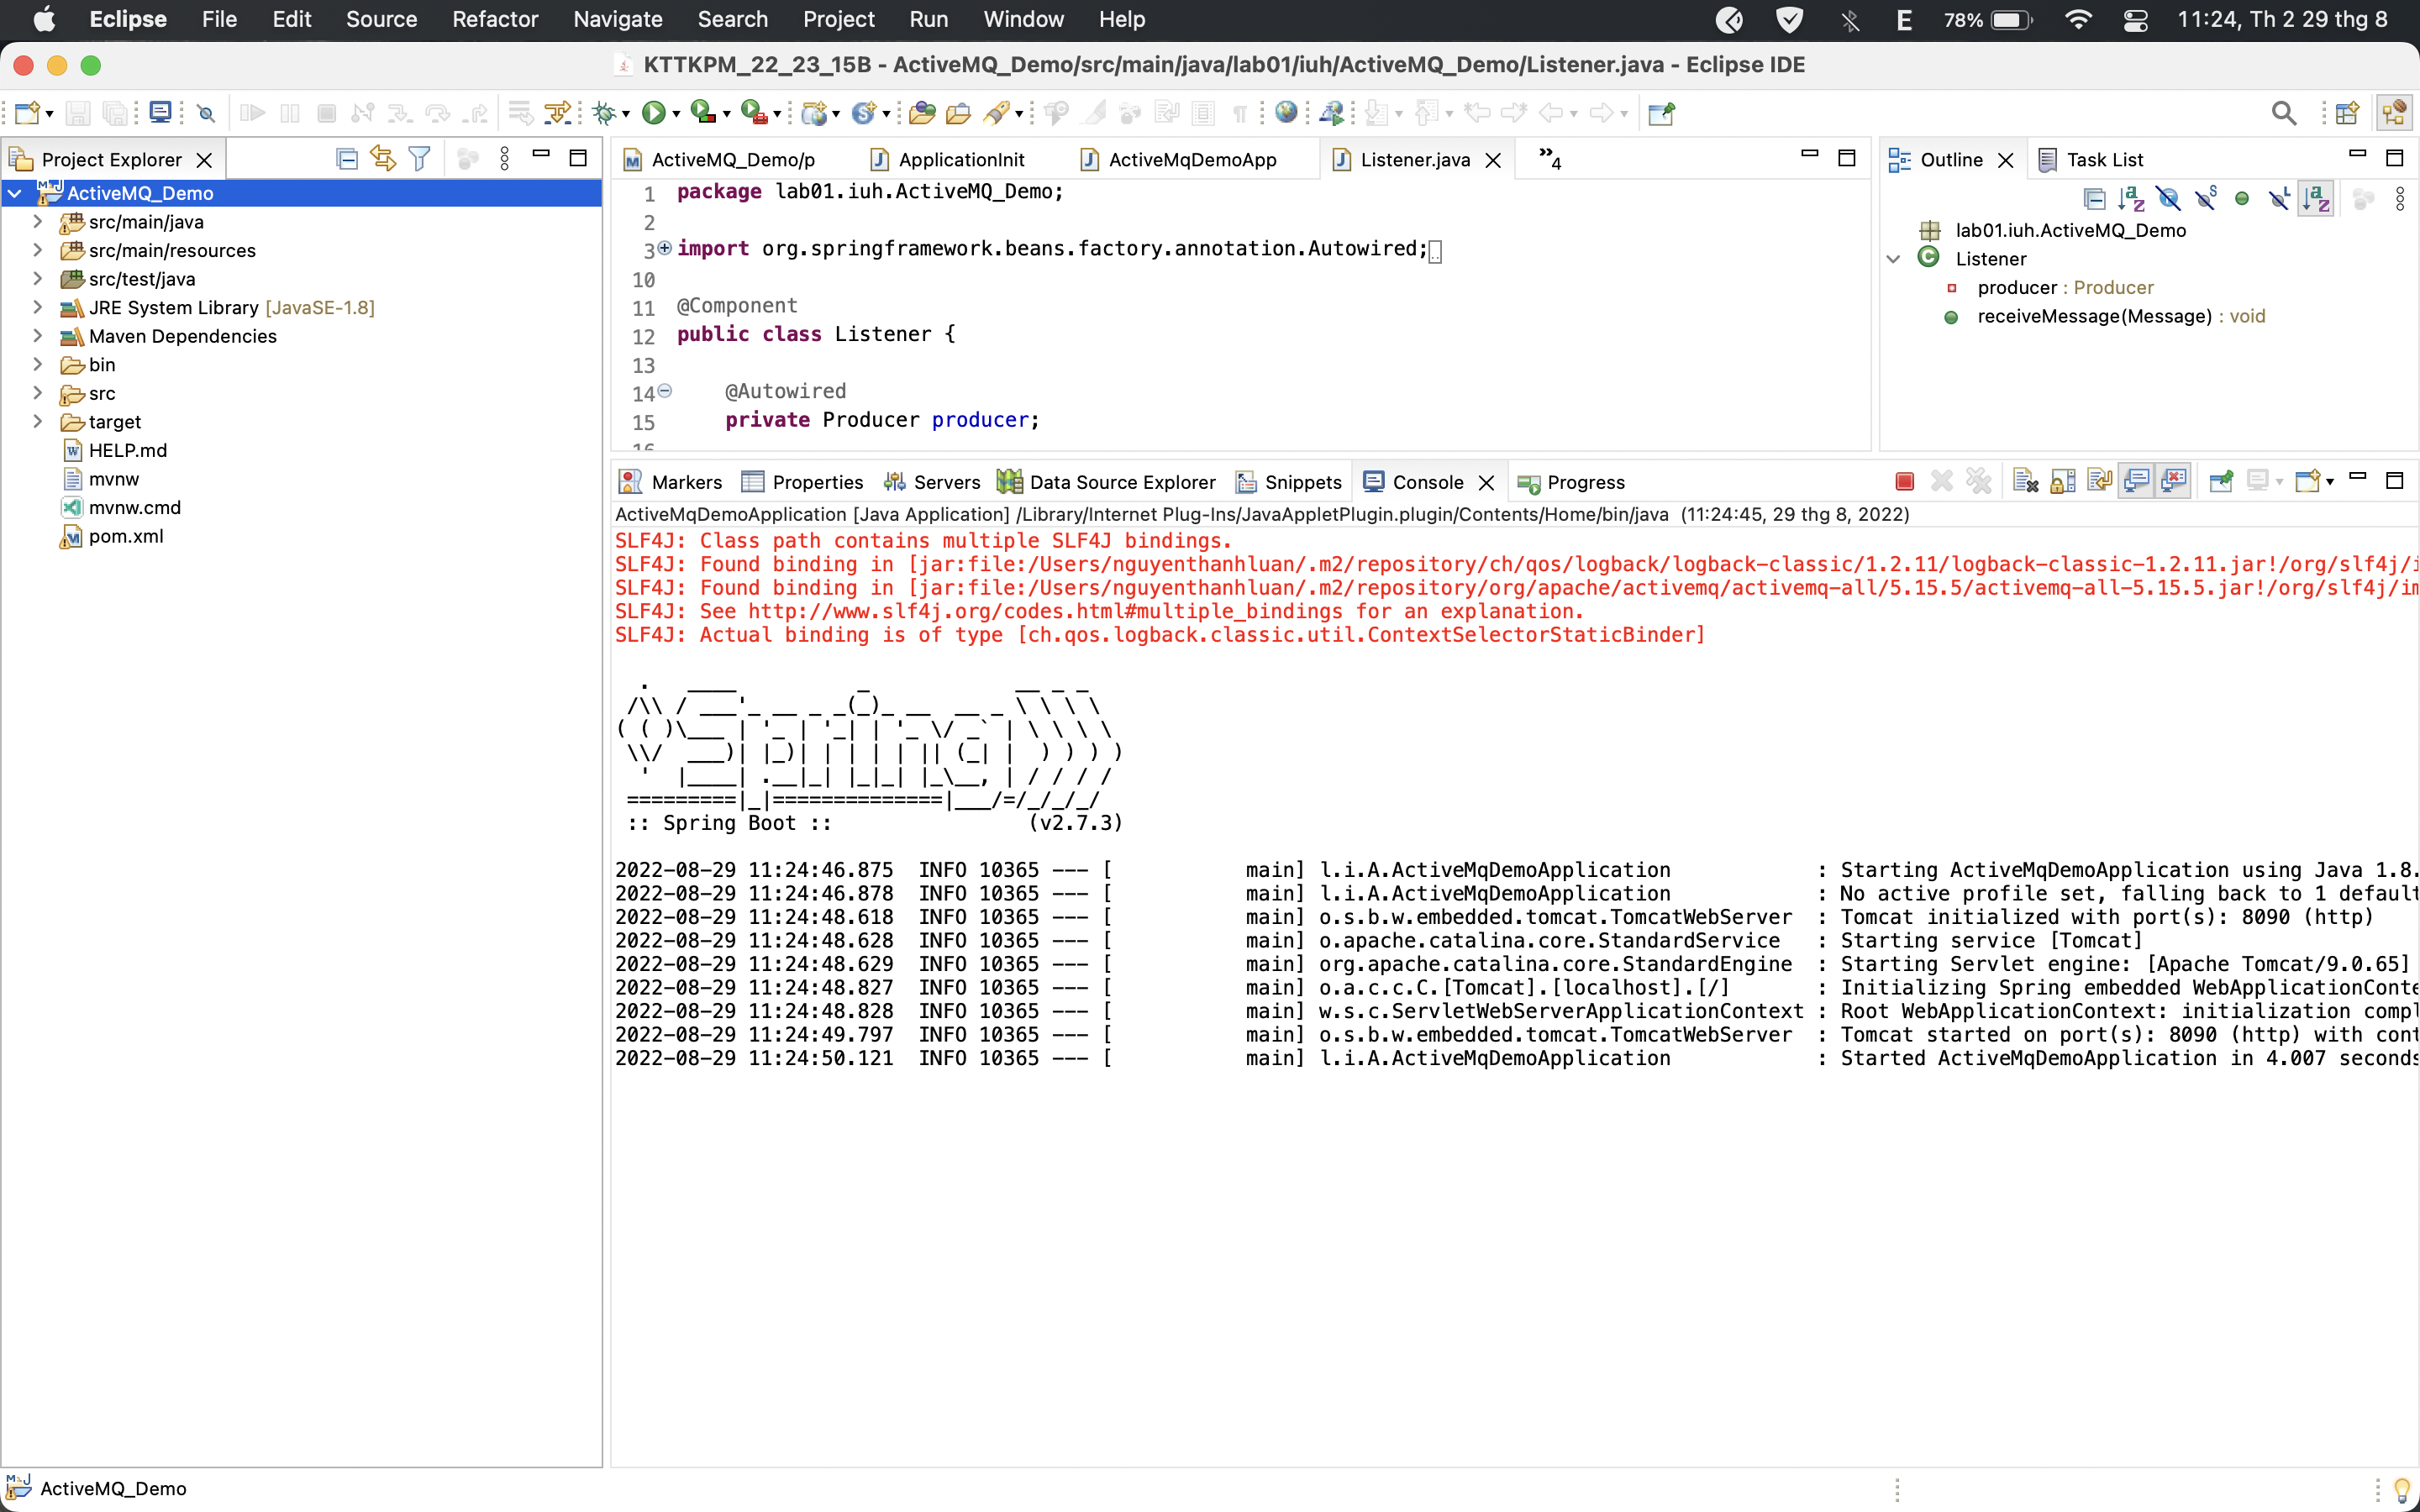 Eclipse File Edit Source Refactor Navigate Search Project Run Window Help E 78% 11:24, Th 2 29 thg 8
KTTKPM_22_23_15B - ActiveMQ_Demo/src/main/java/lab01/iuh/ActiveMQ_Demo/Listener.java - Eclipse IDE
Project Explorer
ActiveMQ_Demo
src/main/java
src/main/resources
src/test/java
JRE System Library [JavaSE-1.8]
Maven Dependencies
bin
src
target
HELP.md
mvnw
mvnw.cmd
pom.xml
ActiveMQ_Demo/p ApplicationInit ActiveMqDemoApp Listener.java »4
1 package lab01.iuh.ActiveMQ_Demo;
2
3 import org.springframework.beans.factory.annotation.Autowired;
10
11 @Component
12 public class Listener {
13
14 @Autowired
15 private Producer producer;
16
Outline Task List
lab01.iuh.ActiveMQ_Demo
Listener
producer : Producer
receiveMessage(Message) : void
Markers Properties Servers Data Source Explorer Snippets Console Progress
ActiveMqDemoApplication [Java Application] /Library/Internet Plug-Ins/JavaAppletPlugin.plugin/Contents/Home/bin/java (11:24:45, 29 thg 8, 2022)
SLF4J: Class path contains multiple SLF4J bindings.
SLF4J: Found binding in [jar:file:/Users/nguyenthanhluan/.m2/repository/ch/qos/logback/logback-classic/1.2.11/logback-classic-1.2.11.jar!/org/slf4j/i
SLF4J: Found binding in [jar:file:/Users/nguyenthanhluan/.m2/repository/org/apache/activemq/activemq-all/5.15.5/activemq-all-5.15.5.jar!/org/slf4j/im
SLF4J: See http://www.slf4j.org/codes.html#multiple_bindings for an explanation.
SLF4J: Actual binding is of type [ch.qos.logback.classic.util.ContextSelectorStaticBinder]
Spring
:: Spring Boot :: (v2.7.3)
2022-08-29 11:24:46.875 INFO 10365 --- [ main] l.i.A.ActiveMqDemoApplication : Starting ActiveMqDemoApplication using Java 1.8.
2022-08-29 11:24:46.878 INFO 10365 --- [ main] l.i.A.ActiveMqDemoApplication : No active profile set, falling back to 1 default
2022-08-29 11:24:48.618 INFO 10365 --- [ main] o.s.b.w.embedded.tomcat.TomcatWebServer : Tomcat initialized with port(s): 8090 (http)
2022-08-29 11:24:48.628 INFO 10365 --- [ main] o.apache.catalina.core.StandardService : Starting service [Tomcat]
2022-08-29 11:24:48.629 INFO 10365 --- [ main] org.apache.catalina.core.StandardEngine : Starting Servlet engine: [Apache Tomcat/9.0.65]
2022-08-29 11:24:48.827 INFO 10365 --- [ main] o.a.c.c.C.[Tomcat].[localhost].[/] : Initializing Spring embedded WebApplicationConte
2022-08-29 11:24:48.828 INFO 10365 --- [ main] w.s.c.ServletWebServerApplicationContext : Root WebApplicationContext: initialization compl
2022-08-29 11:24:49.797 INFO 10365 --- [ main] o.s.b.w.embedded.tomcat.TomcatWebServer : Tomcat started on port(s): 8090 (http) with cont
2022-08-29 11:24:50.121 INFO 10365 --- [ main] l.i.A.ActiveMqDemoApplication : Started ActiveMqDemoApplication in 4.007 seconds
ActiveMQ_Demo